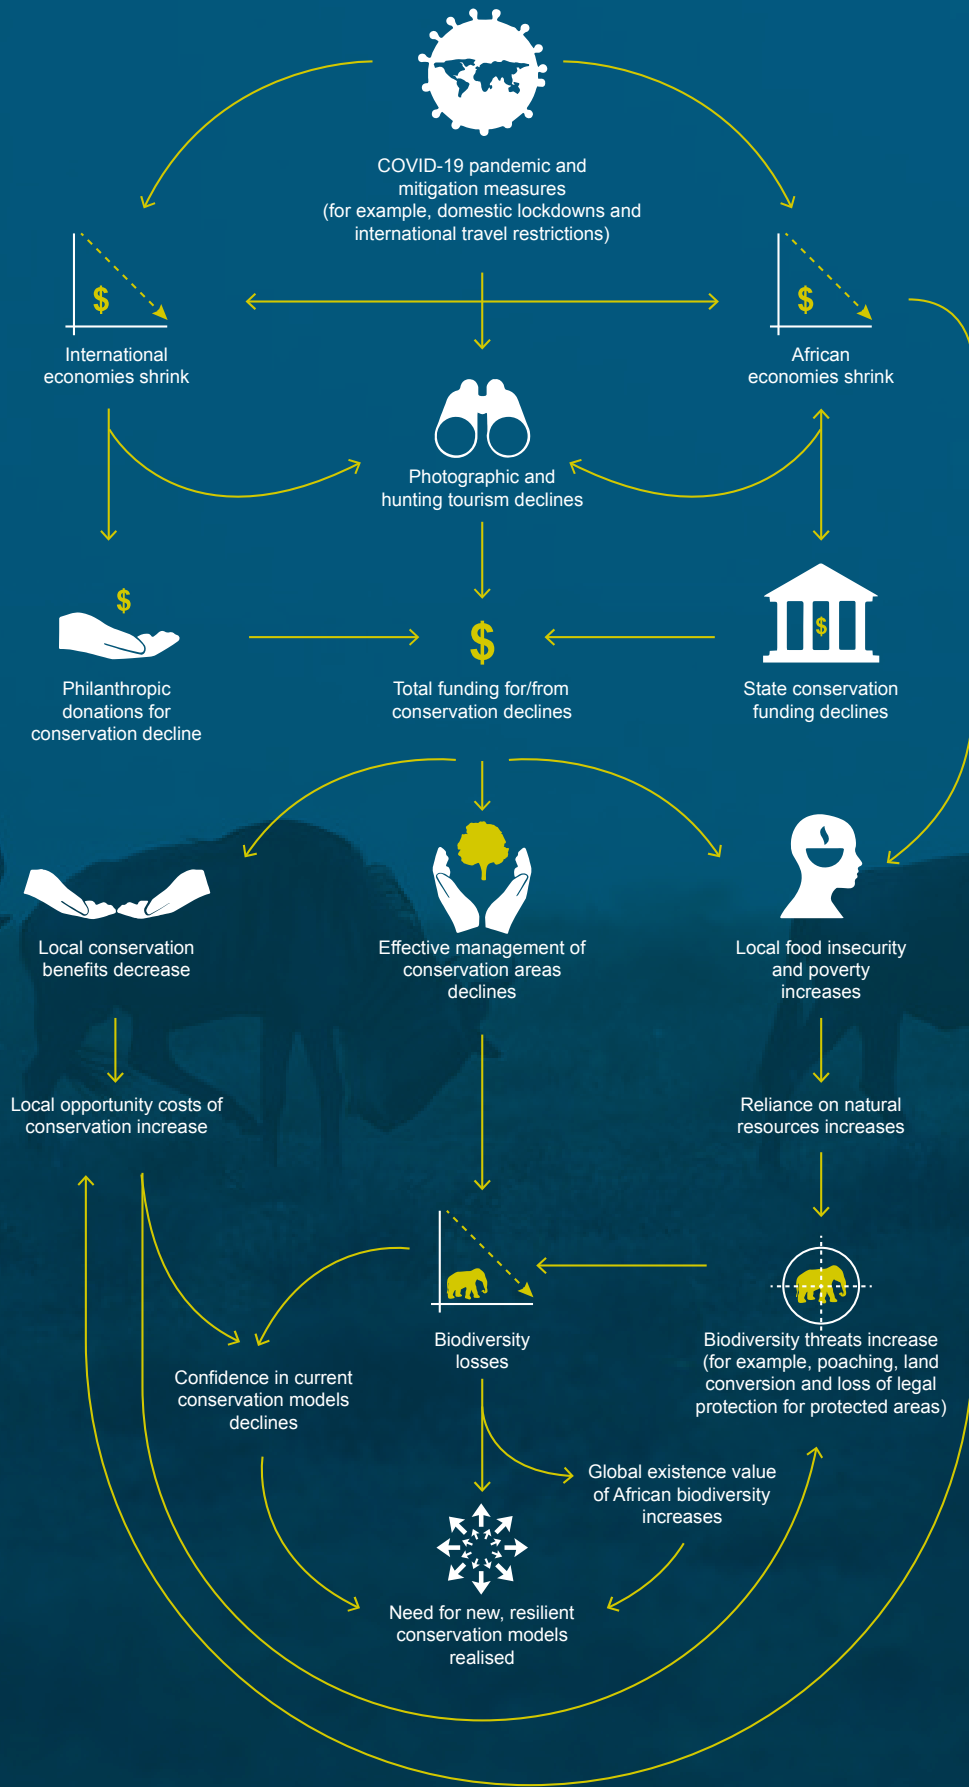 COVID-19 pandemic and
mitigation measures
(for example, domestic lockdowns and
international travel restrictions)
$
International
economies shrink
$
African
economies shrink
Photographic and
hunting tourism declines
$
Philanthropic
donations for
conservation decline
$
Total funding for/from
conservation declines
$
State conservation
funding declines
Local conservation
benefits decrease
Effective management of
conservation areas
declines
Local food insecurity
and poverty
increases
Local opportunity costs of
conservation increase
Reliance on natural
resources increases
Biodiversity
losses
Biodiversity threats increase
(for example, poaching, land
conversion and loss of legal
protection for protected areas)
Confidence in current
conservation models
declines
Global existence value
of African biodiversity
increases
Need for new, resilient
conservation models
realised